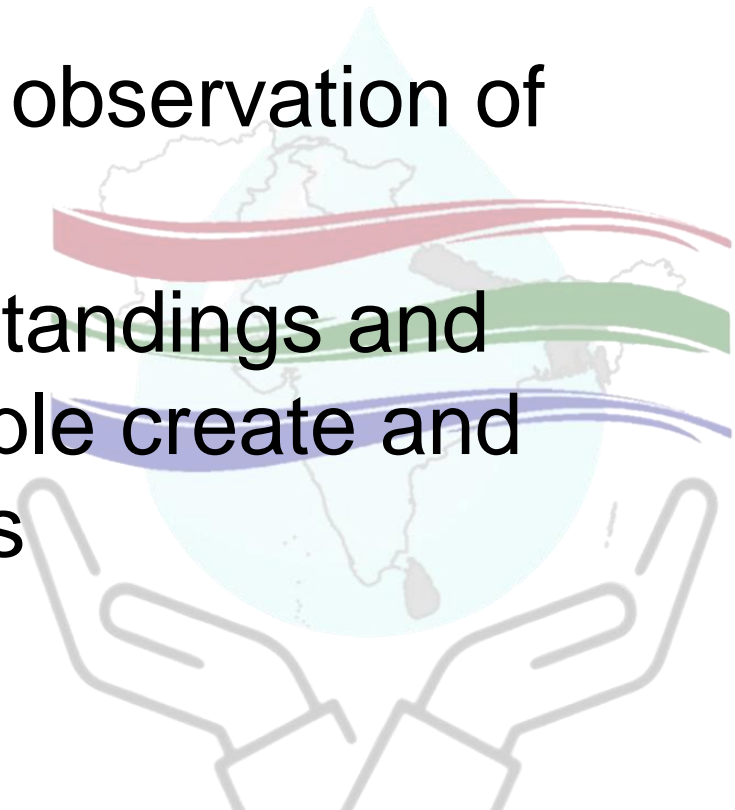 observation of
tandings and
ple create and
s